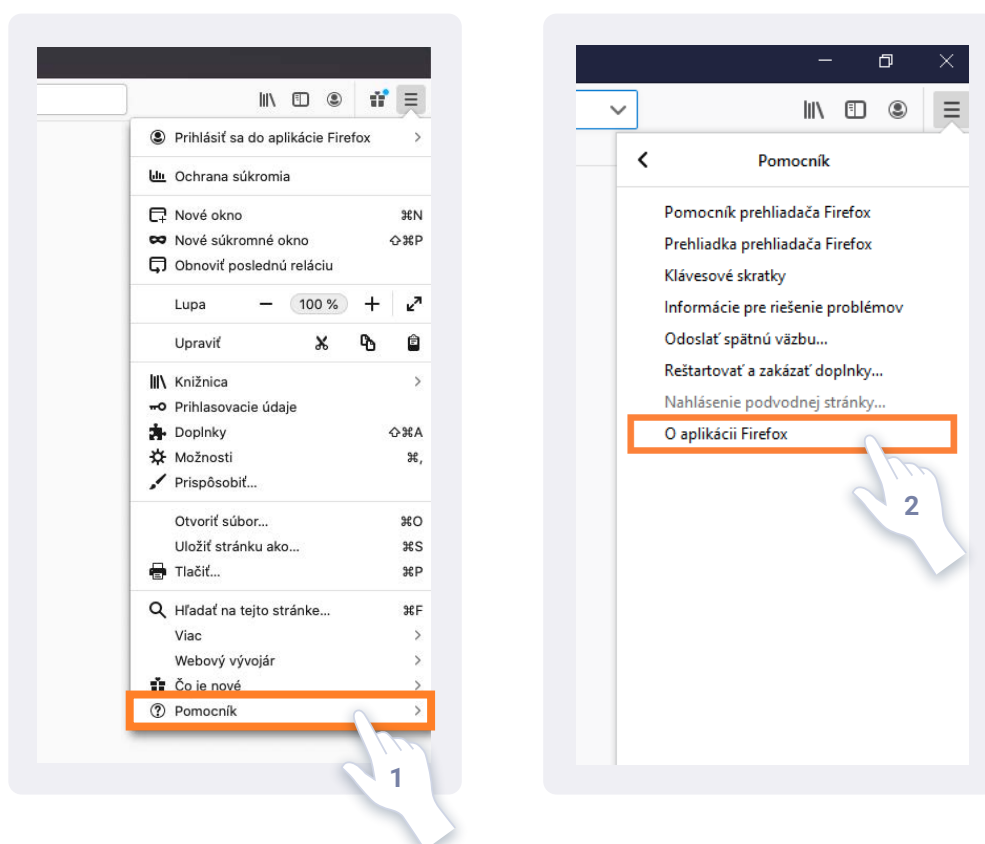 Prihlásiť sa do aplikácie Firefox
Ochrana súkromia
Nové okno ⌘N
Nové súkromné okno ⇧⌘P
Obnoviť poslednú reláciu
Lupa − 100 % +
Upraviť
Knižnica
Prihlasovacie údaje
Doplnky ⇧⌘A
Možnosti ⌘,
Prispôsobiť...
Otvoriť súbor... ⌘O
Uložiť stránku ako... ⌘S
Tlačiť... ⌘P
Hľadať na tejto stránke... ⌘F
Viac
Webový vývojár
Čo je nové
Pomocník
1
Pomocník
Pomocník prehliadača Firefox
Prehliadka prehliadača Firefox
Klávesové skratky
Informácie pre riešenie problémov
Odoslať spätnú väzbu...
Reštartovať a zakázať doplnky...
Nahlásenie podvodnej stránky...
O aplikácii Firefox
2